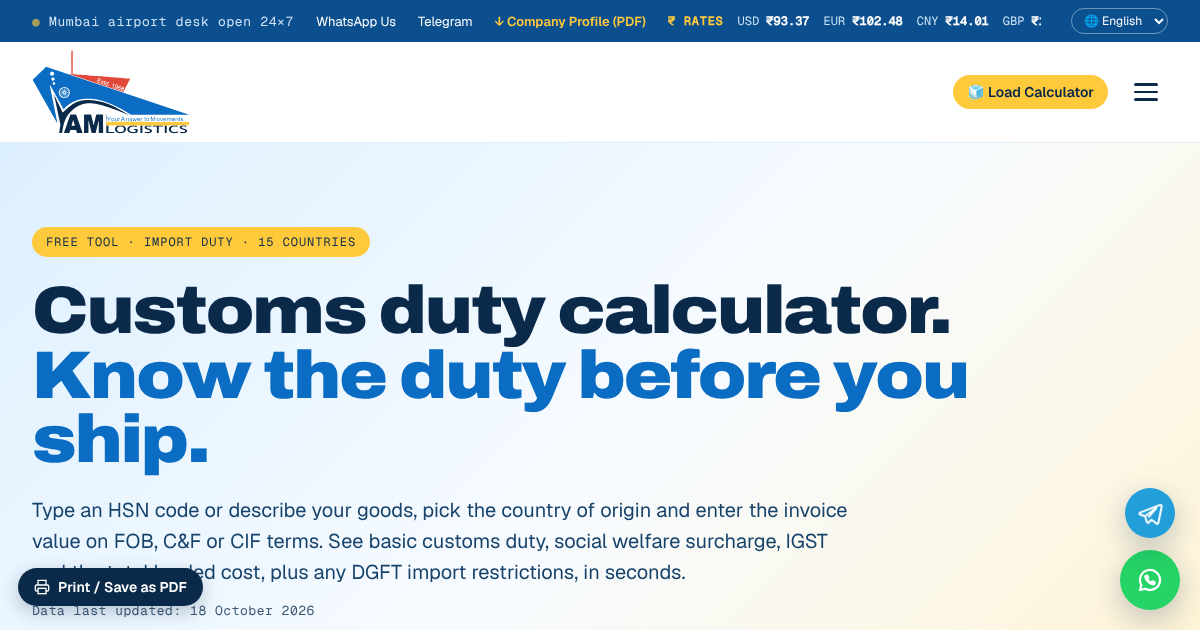 Mumbai airport desk open 24×7 WhatsApp Us Telegram ↓ Company Profile (PDF) ₹ RATES USD ₹93.37 EUR ₹102.48 CNY ₹14.01 GBP English
Estd. 1968
Your Answer to Movements
AM LOGISTICS
Load Calculator
FREE TOOL · IMPORT DUTY · 15 COUNTRIES
Customs duty calculator.
Know the duty before you
ship.
Type an HSN code or describe your goods, pick the country of origin and enter the invoice
value on FOB, C&F or CIF terms. See basic customs duty, social welfare surcharge, IGST
cost, plus any DGFT import restrictions, in seconds.
Print / Save as PDF
Data last updated: 18 October 2026